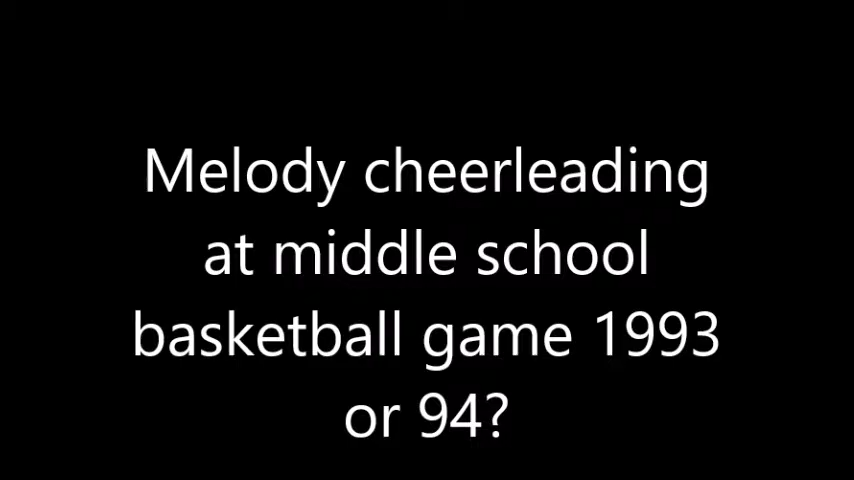 Melody cheerleading
at middle school
basketball game 1993
or 94?